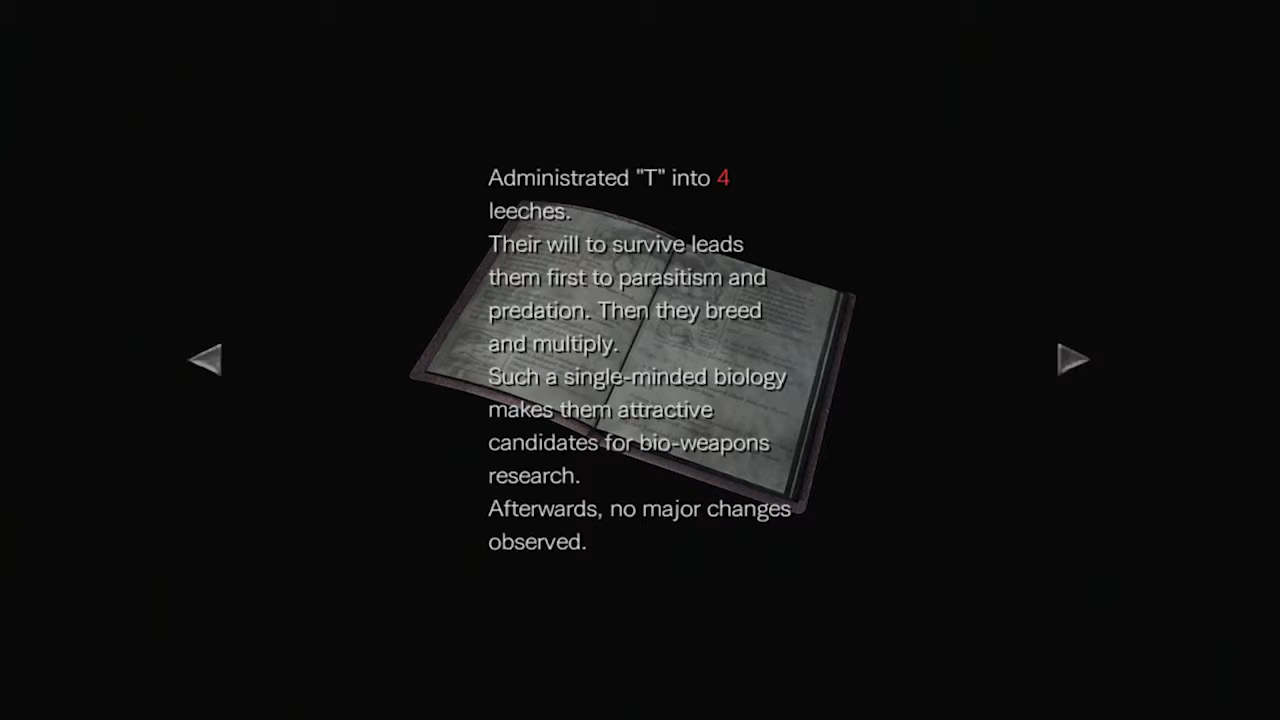 Administrated "T" into 4
leeches.
Their will to survive leads
them first to parasitism and
predation. Then they breed
and multiply.
Such a single-minded biology
makes them attractive
candidates for bio-weapons
research.
Afterwards, no major changes
observed.